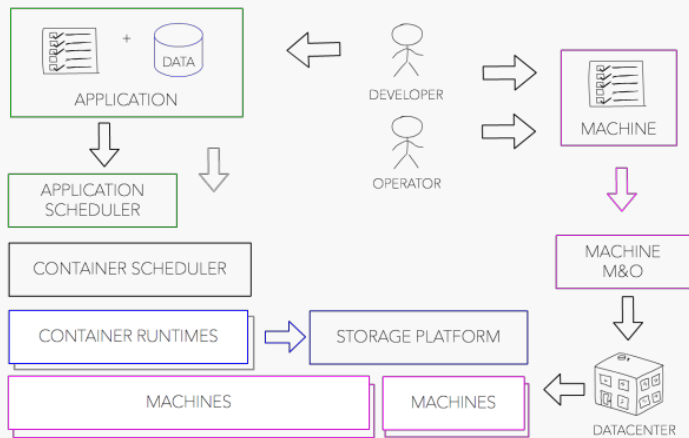 +
DATA
APPLICATION
DEVELOPER
MACHINE
OPERATOR
APPLICATION
SCHEDULER
CONTAINER SCHEDULER
MACHINE
M&O
CONTAINER RUNTIMES
STORAGE PLATFORM
MACHINES
MACHINES
DATACENTER